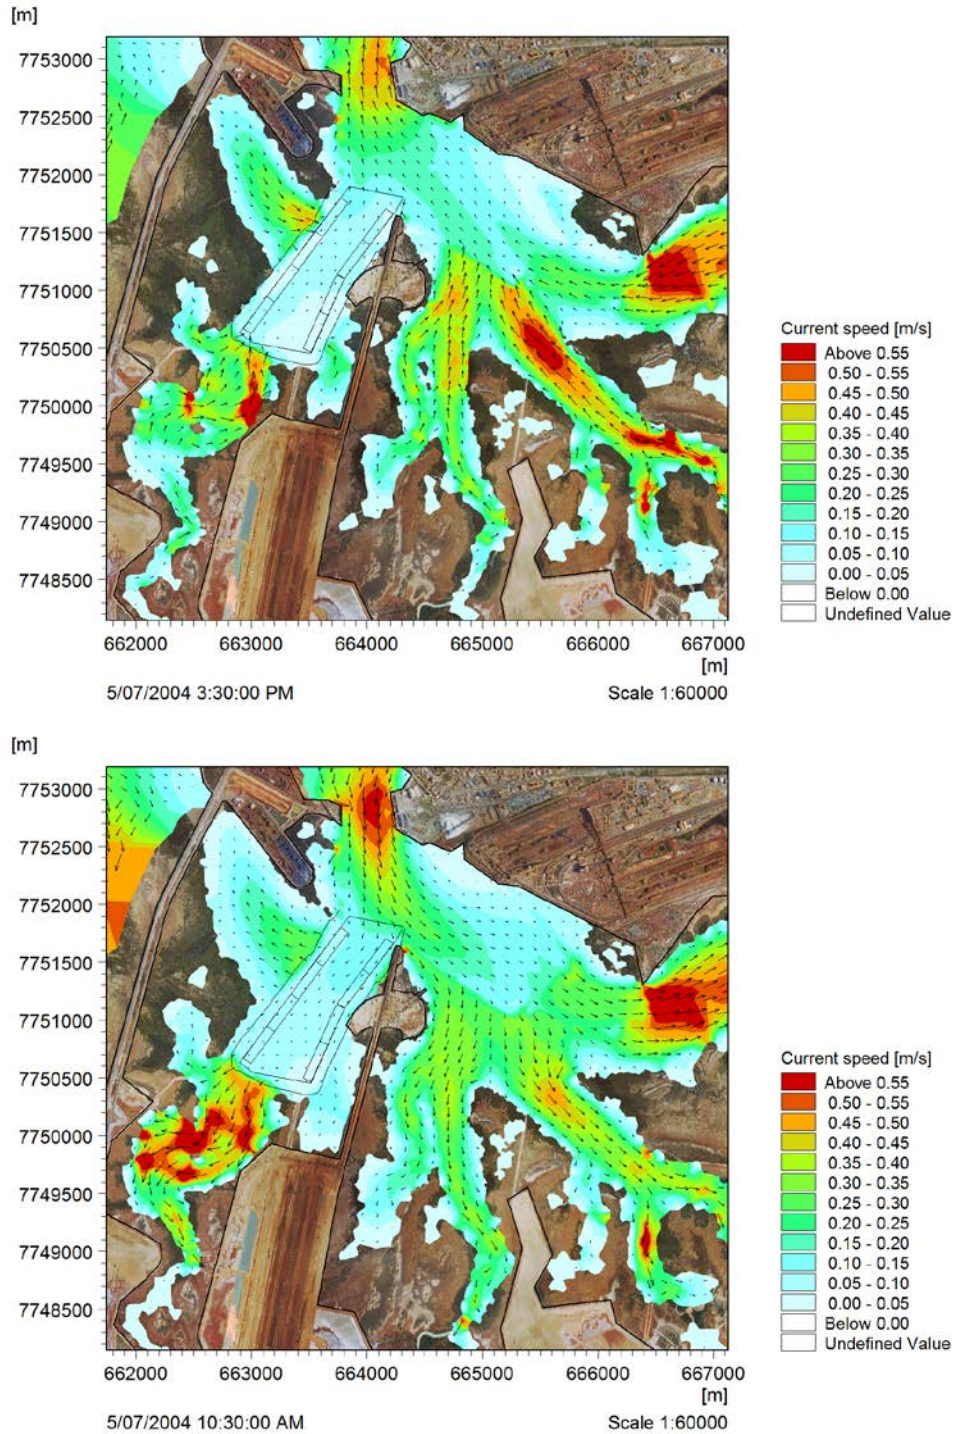 [m]
7753000
7752500
7752000
7751500
7751000
7750500
7750000
7749500
7749000
7748500
662000 663000 664000 665000 666000 667000
[m]
5/07/2004 3:30:00 PM Scale 1:60000
Current speed [m/s]
Above 0.55
0.50 - 0.55
0.45 - 0.50
0.40 - 0.45
0.35 - 0.40
0.30 - 0.35
0.25 - 0.30
0.20 - 0.25
0.15 - 0.20
0.10 - 0.15
0.05 - 0.10
0.00 - 0.05
Below 0.00
Undefined Value
[m]
7753000
7752500
7752000
7751500
7751000
7750500
7750000
7749500
7749000
7748500
662000 663000 664000 665000 666000 667000
[m]
5/07/2004 10:30:00 AM Scale 1:60000
Current speed [m/s]
Above 0.55
0.50 - 0.55
0.45 - 0.50
0.40 - 0.45
0.35 - 0.40
0.30 - 0.35
0.25 - 0.30
0.20 - 0.25
0.15 - 0.20
0.10 - 0.15
0.05 - 0.10
0.00 - 0.05
Below 0.00
Undefined Value